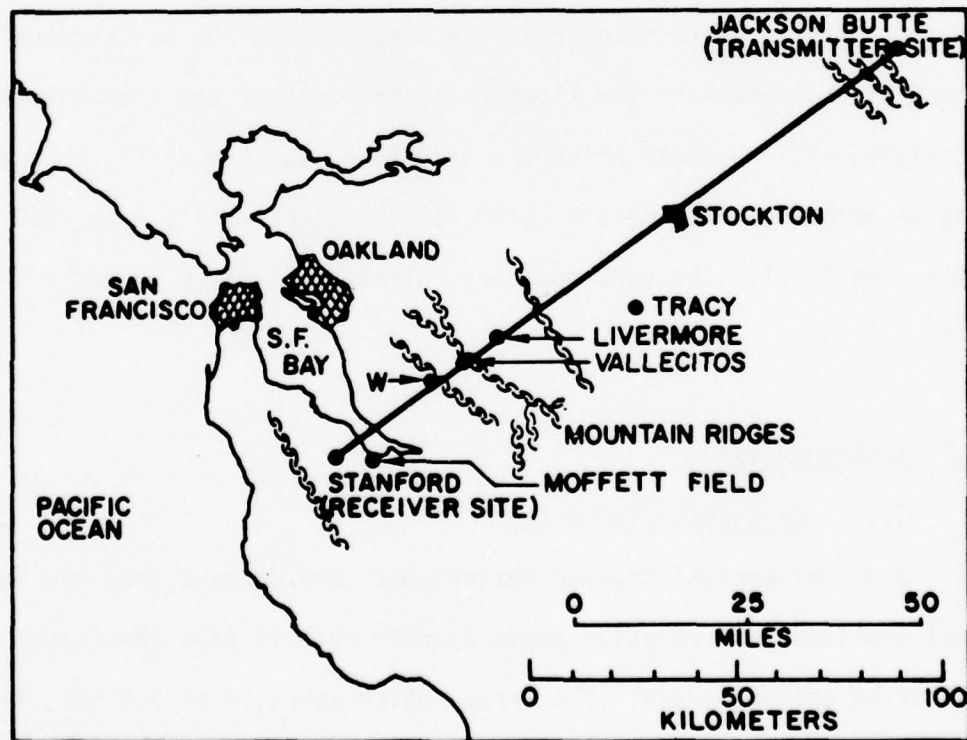 JACKSON BUTTE
(TRANSMITTER SITE)
STOCKTON
OAKLAND
SAN
FRANCISCO
TRACY
S.F.
BAY
LIVERMORE
VALLECITOS
W
MOUNTAIN RIDGES
STANFORD
(RECEIVER SITE)
MOFFETT FIELD
PACIFIC
OCEAN
0 25 50
MILES
0 50 100
KILOMETERS